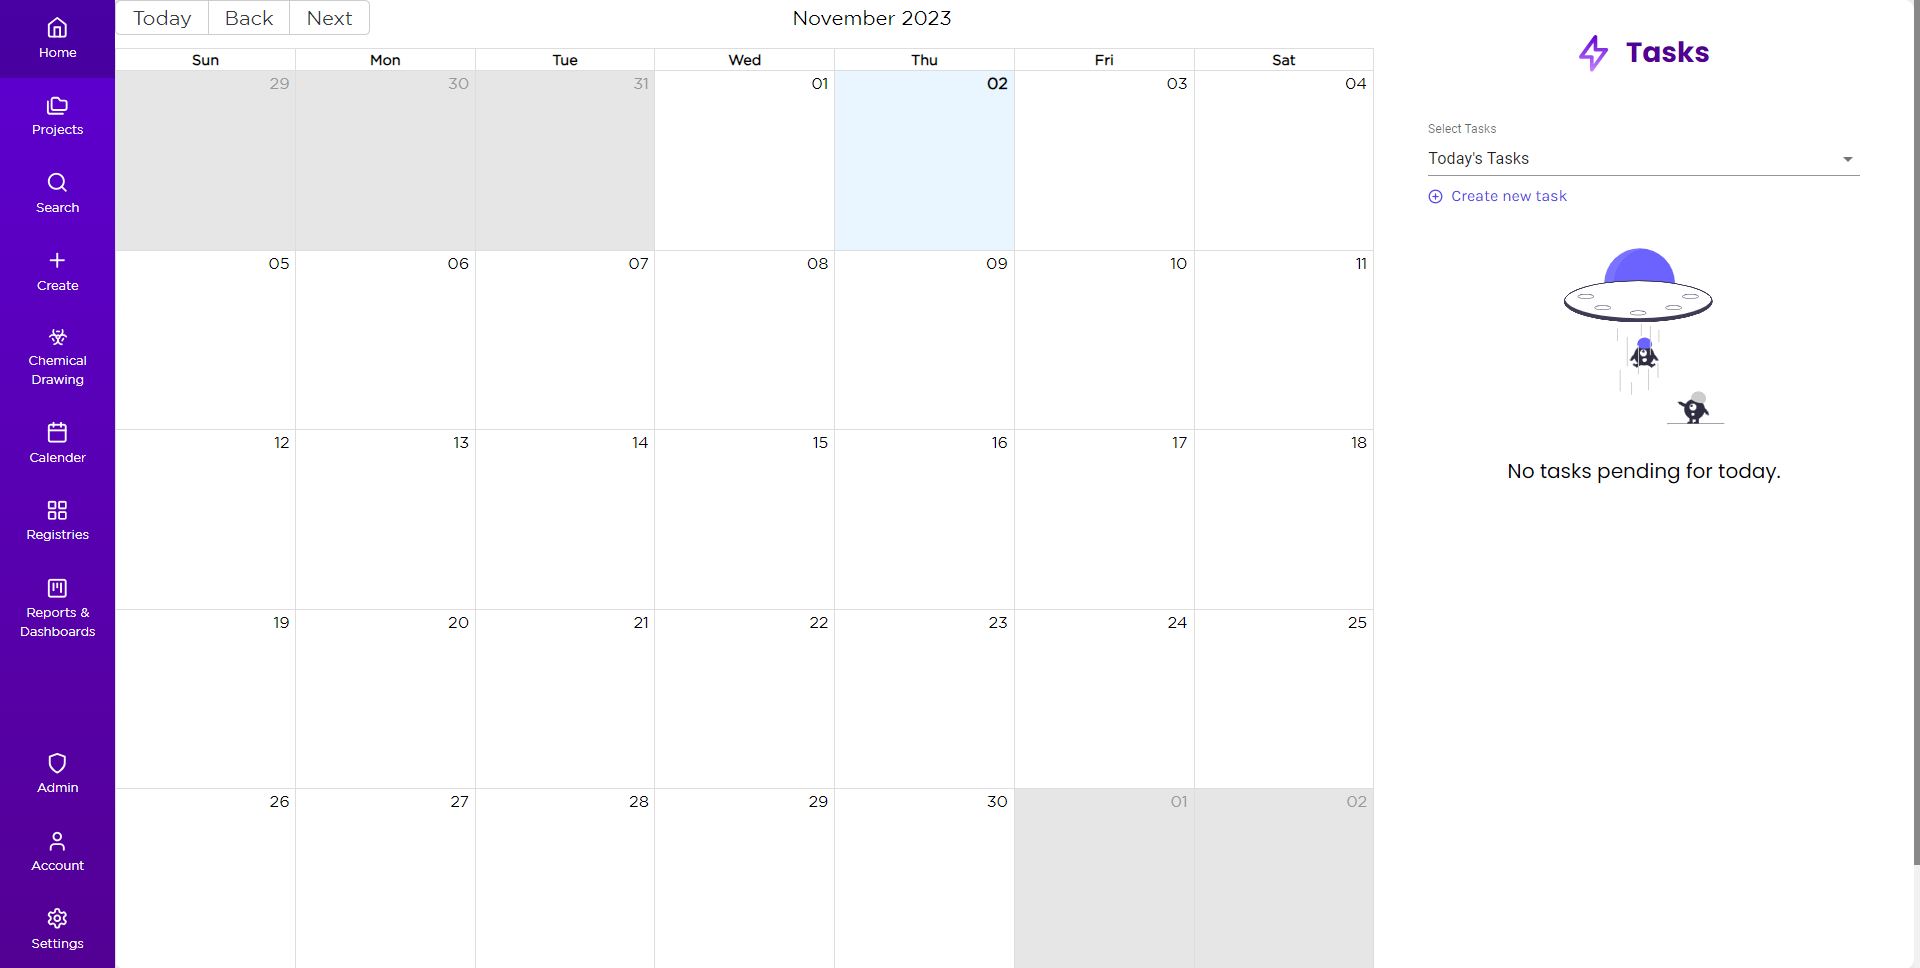 Home
Projects
Search
Create
Chemical
Drawing
Calender
Registries
Reports &
Dashboards
Admin
Account
Settings
Today Back Next
November 2023
Sun Mon Tue Wed Thu Fri Sat
29 30 31 01 02 03 04
05 06 07 08 09 10 11
12 13 14 15 16 17 18
19 20 21 22 23 24 25
26 27 28 29 30 01 02
Tasks
Select Tasks
Today's Tasks
Create new task
No tasks pending for today.